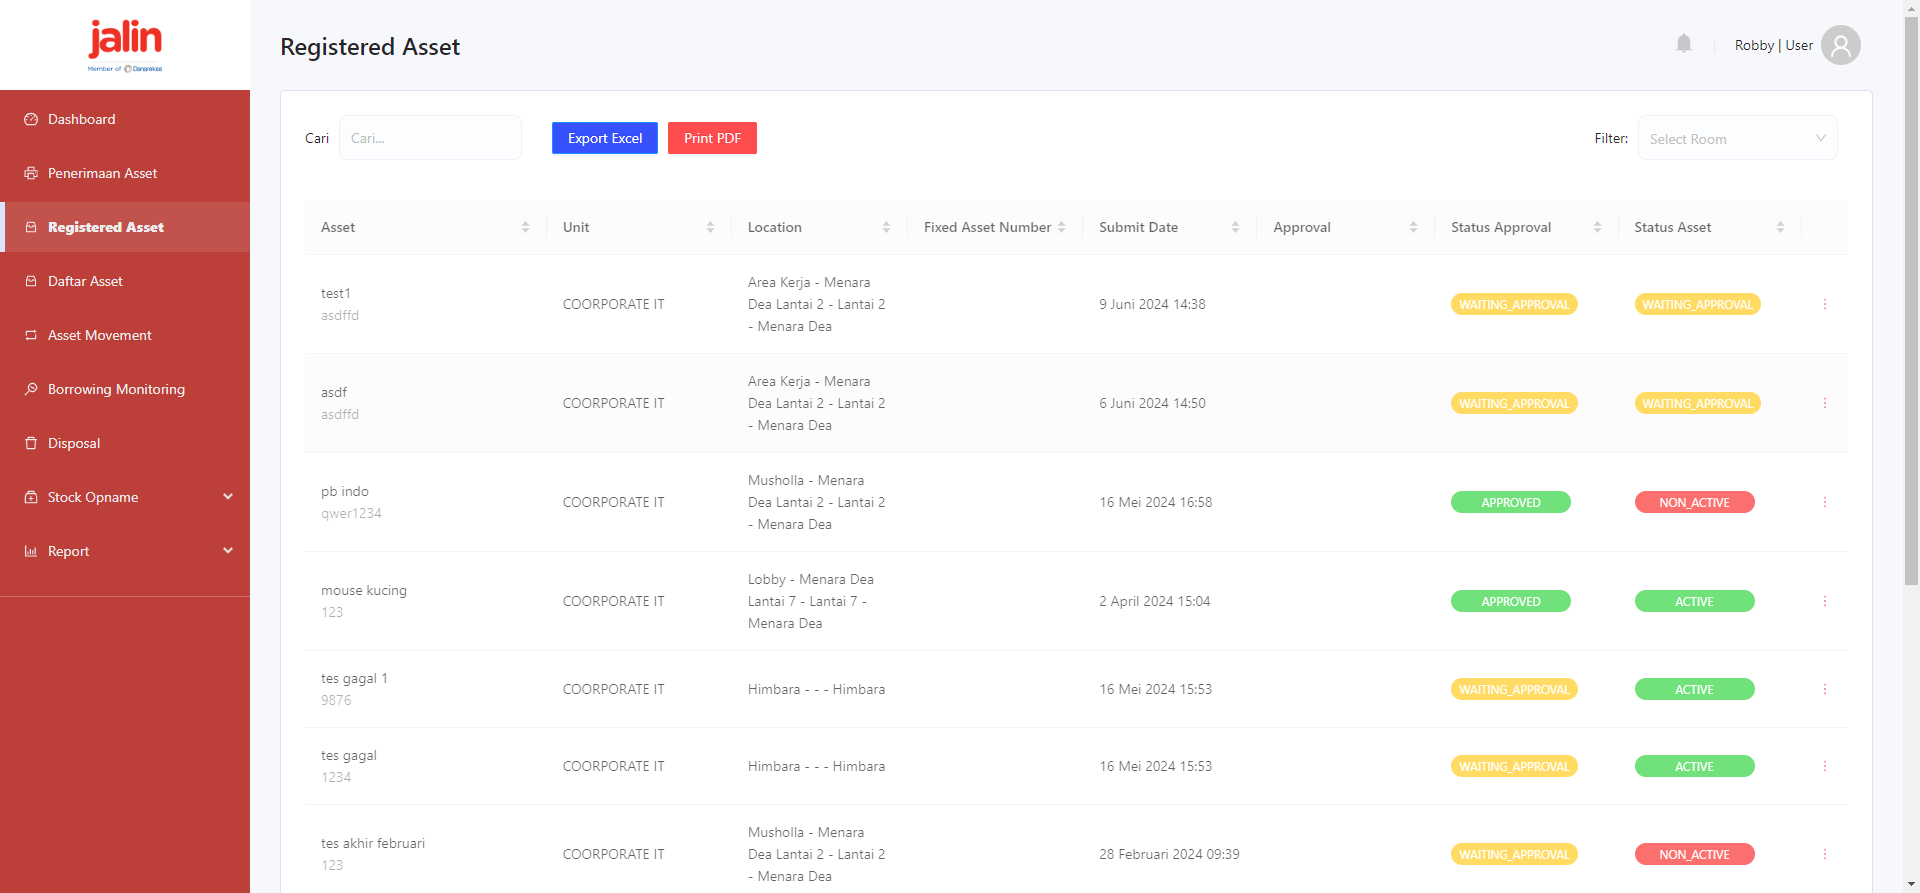 jalin
Member of Danareksa
Dashboard
Penerimaan Asset
Registered Asset
Daftar Asset
Asset Movement
Borrowing Monitoring
Disposal
Stock Opname
Report
Registered Asset
Robby | User
Cari
Cari...
Export Excel
Print PDF
Filter:
Select Room
Asset
Unit
Location
Fixed Asset Number
Submit Date
Approval
Status Approval
Status Asset
test1
asdffd
COORPORATE IT
Area Kerja - Menara
Dea Lantai 2 - Lantai 2
- Menara Dea
9 Juni 2024 14:38
WAITING_APPROVAL
WAITING_APPROVAL
asdf
asdffd
COORPORATE IT
Area Kerja - Menara
Dea Lantai 2 - Lantai 2
- Menara Dea
6 Juni 2024 14:50
WAITING_APPROVAL
WAITING_APPROVAL
pb indo
qwer1234
COORPORATE IT
Musholla - Menara
Dea Lantai 2 - Lantai 2
- Menara Dea
16 Mei 2024 16:58
APPROVED
NON_ACTIVE
mouse kucing
123
COORPORATE IT
Lobby - Menara Dea
Lantai 7 - Lantai 7 -
Menara Dea
2 April 2024 15:04
APPROVED
ACTIVE
tes gagal 1
9876
COORPORATE IT
Himbara - - - Himbara
16 Mei 2024 15:53
WAITING_APPROVAL
ACTIVE
tes gagal
1234
COORPORATE IT
Himbara - - - Himbara
16 Mei 2024 15:53
WAITING_APPROVAL
ACTIVE
tes akhir februari
123
COORPORATE IT
Musholla - Menara
Dea Lantai 2 - Lantai 2
- Menara Dea
28 Februari 2024 09:39
WAITING_APPROVAL
NON_ACTIVE